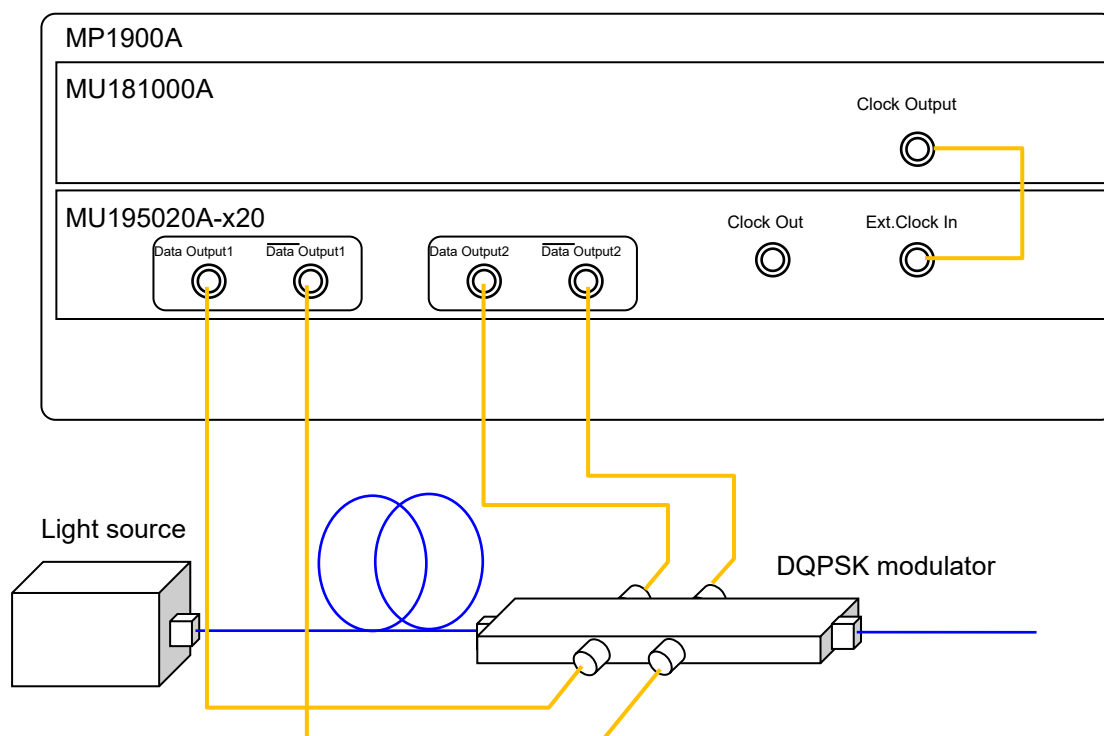 MP1900A
MU181000A
Clock Output
MU195020A-x20
Clock Out
Ext.Clock In
Data Output1
Data Output1
Data Output2
Data Output2
Light source
DQPSK modulator